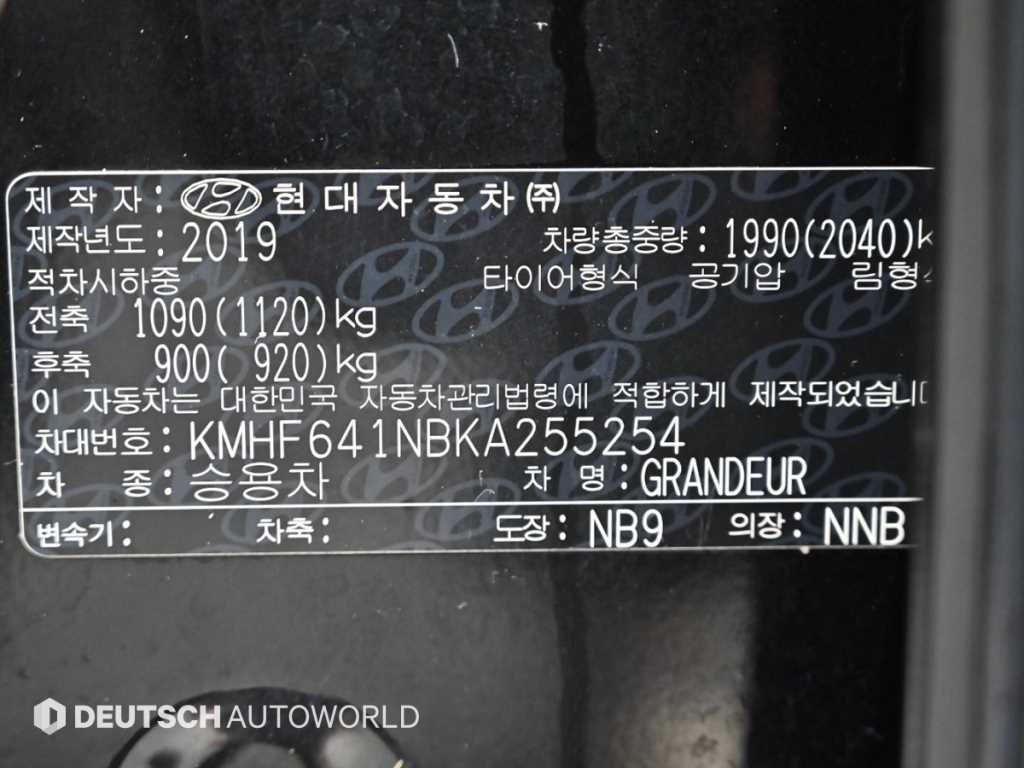 제 작 자 : 현 대 자 동 차 ㈜
제작년도 : 2019 차량총중량 : 1990(2040)k
적차시하중 타이어형식 공기압 림형
전축 1090(1120)kg
후축 900( 920)kg
이 자동차는 대한민국 자동차관리법령에 적합하게 제작되었습니
차대번호 : KMHF641NBKA255254
차 종 : 승용차 차 명 : GRANDEUR
변속기 : 차축 : 도장 : NB9 의장 : NNB
DEUTSCH AUTOWORLD